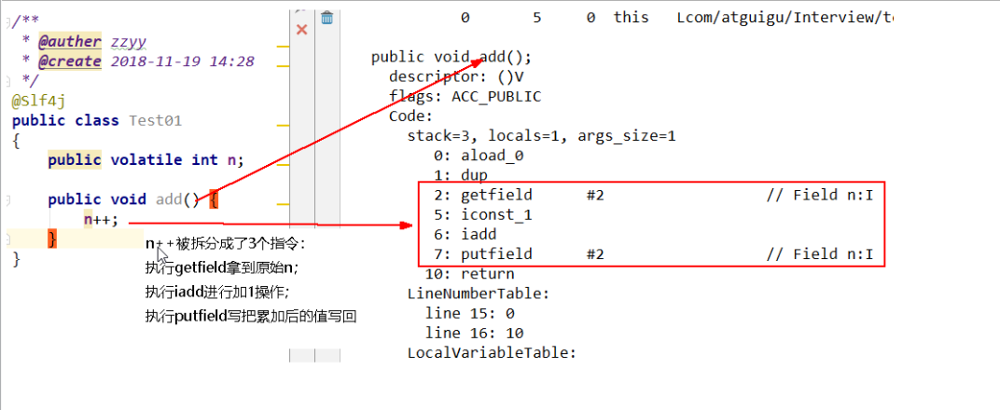 /**
* @auther zzyy
* @create 2018-11-19 14:28
*/
@Slf4j
public class Test01
{
public volatile int n;
public void add() {
n++;
}
}
n++被拆分成了3个指令：
执行getfield拿到原始n；
执行iadd进行加1操作；
执行putfield写把累加后的值写回
0 5 0 this Lcom/atguigu/Interview/t
public void add();
descriptor: ()V
flags: ACC_PUBLIC
Code:
stack=3, locals=1, args_size=1
0: aload_0
1: dup
2: getfield #2 // Field n:I
5: iconst_1
6: iadd
7: putfield #2 // Field n:I
10: return
LineNumberTable:
line 15: 0
line 16: 10
LocalVariableTable: